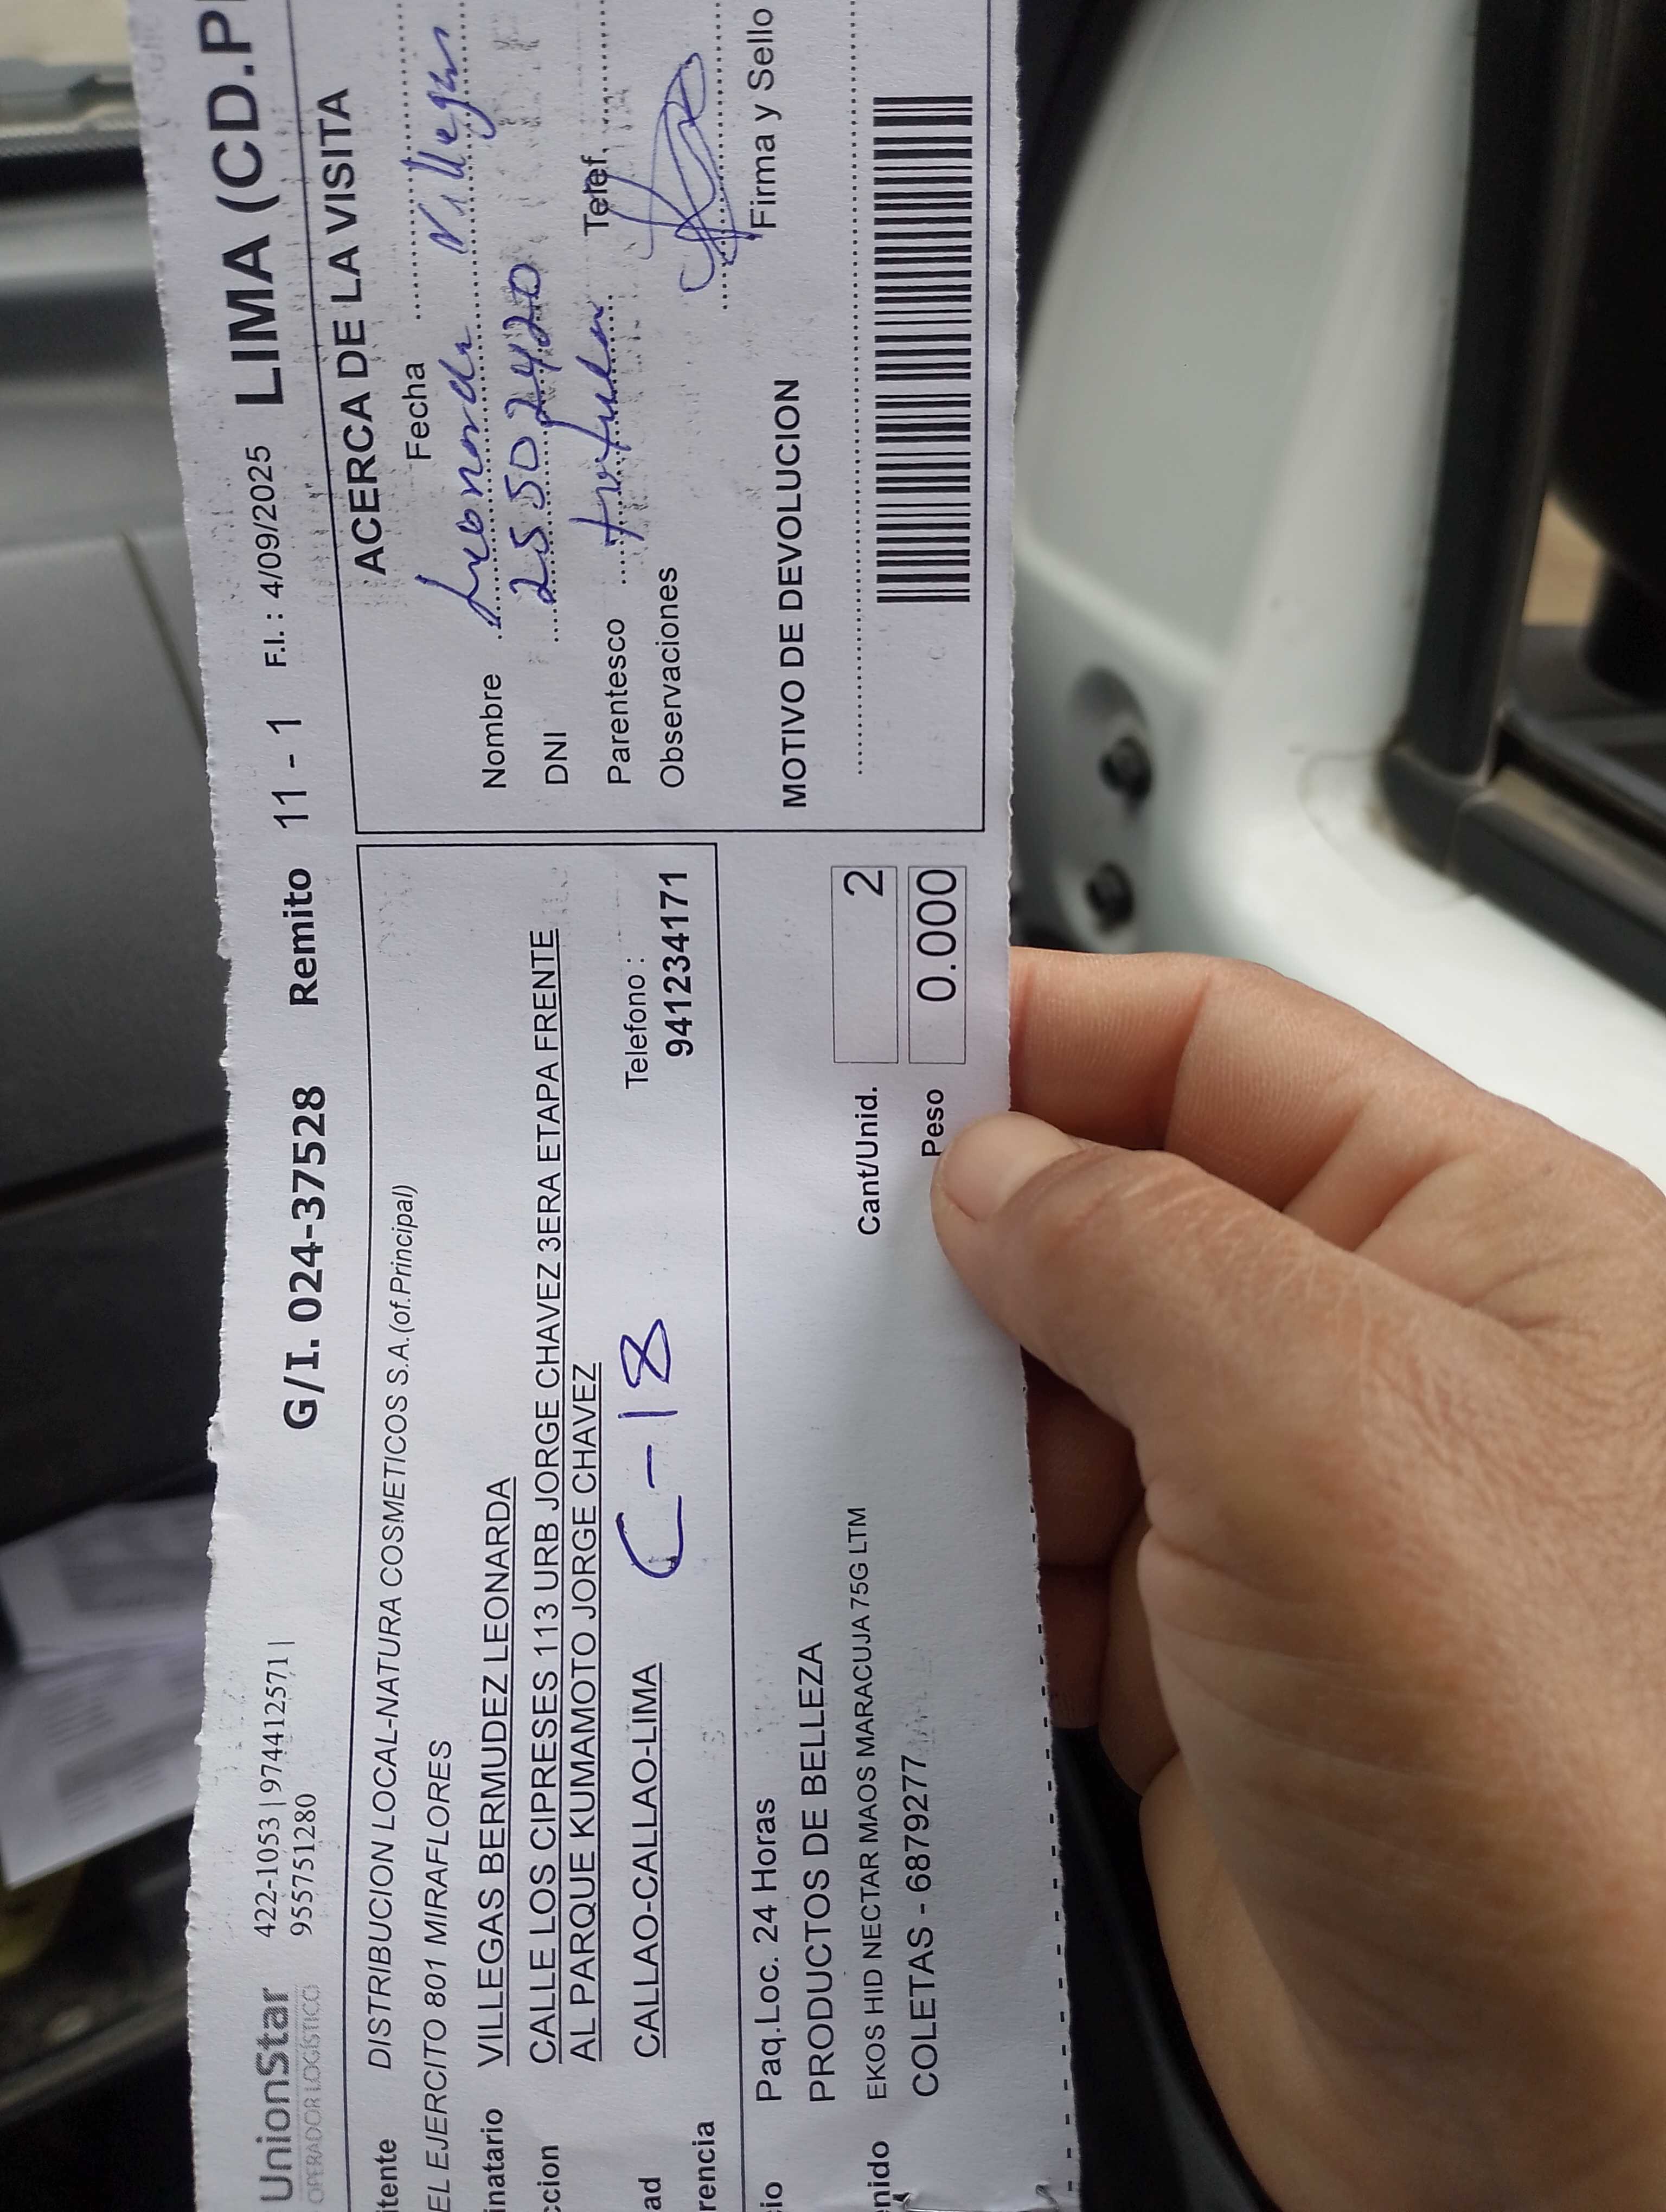 UnionStar
OPERADOR LOGÍSTICO
422-1053 | 974412571 |
955751280
G/I. 024-37528 Remito 11 - 1 F.I. : 4/09/2025 LIMA (CD.P
itente DISTRIBUCION LOCAL-NATURA COSMETICOS S.A.(of.Principal)
EL EJERCITO 801 MIRAFLORES
inatario VILLEGAS BERMUDEZ LEONARDA
ccion CALLE LOS CIPRESES 113 URB JORGE CHAVEZ 3ERA ETAPA FRENTE
AL PARQUE KUMAMOTO JORGE CHAVEZ
ad CALLAO-CALLAO-LIMA C-18 Telefono :
rencia 941234171
io Paq.Loc. 24 Horas
PRODUCTOS DE BELLEZA
nido EKOS HID NECTAR MAOS MARACUJA 75G LTM
COLETAS - 6879277
Cant/Unid. 2
Peso 0.000
ACERCA DE LA VISITA
Fecha
Nombre Leonarda Villegas
DNI 25502420
Parentesco titular Telef.
Observaciones
Firma y Sello
MOTIVO DE DEVOLUCION